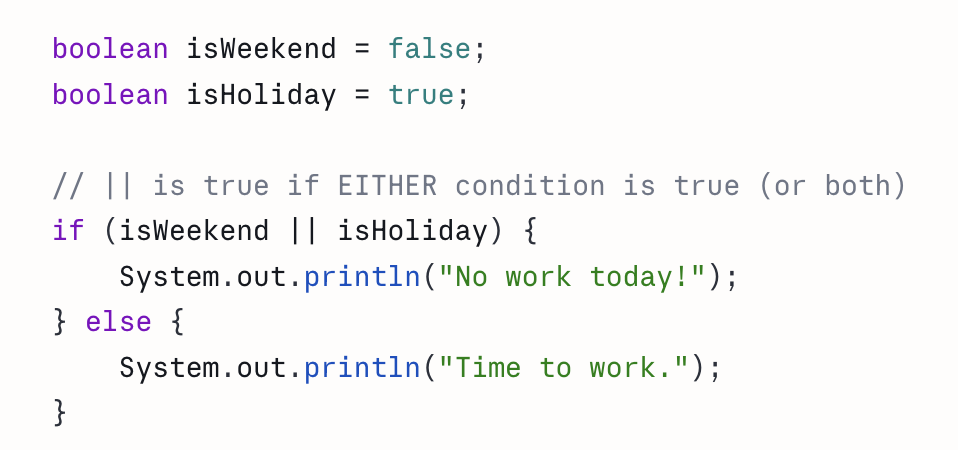 boolean isWeekend = false;
boolean isHoliday = true;

// || is true if EITHER condition is true (or both)
if (isWeekend || isHoliday) {
    System.out.println("No work today!");
} else {
    System.out.println("Time to work.");
}